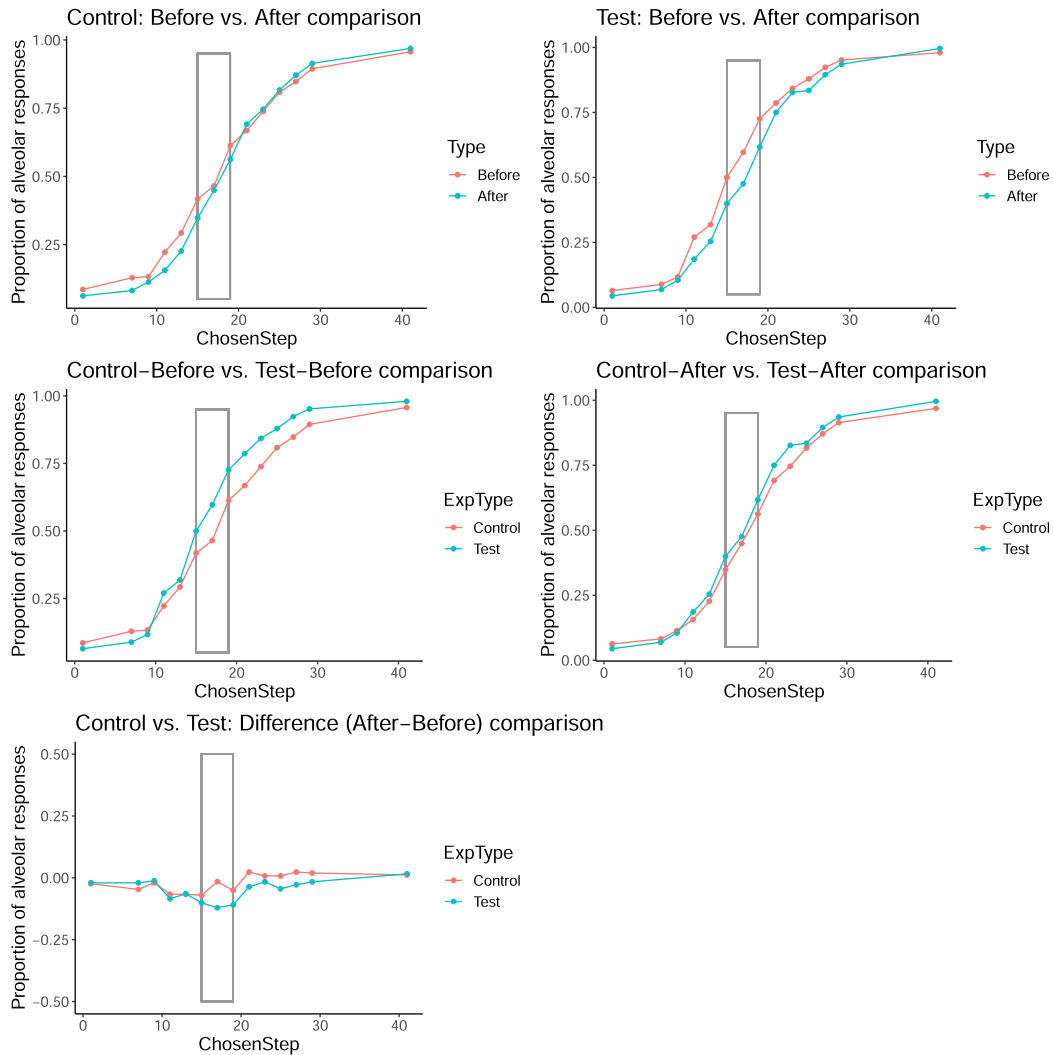 Control: Before vs. After comparison
Proportion of alveolar responses
1.00
0.75
0.50
0.25
0 10 20 30 40
ChosenStep
Type
Before
After
Test: Before vs. After comparison
Proportion of alveolar responses
1.00
0.75
0.50
0.25
0.00
0 10 20 30 40
ChosenStep
Type
Before
After
Control−Before vs. Test−Before comparison
Proportion of alveolar responses
1.00
0.75
0.50
0.25
0 10 20 30 40
ChosenStep
ExpType
Control
Test
Control−After vs. Test−After comparison
Proportion of alveolar responses
1.00
0.75
0.50
0.25
0.00
0 10 20 30 40
ChosenStep
ExpType
Control
Test
Control vs. Test: Difference (After−Before) comparison
Proportion of alveolar responses
0.50
0.25
0.00
−0.25
−0.50
0 10 20 30 40
ChosenStep
ExpType
Control
Test